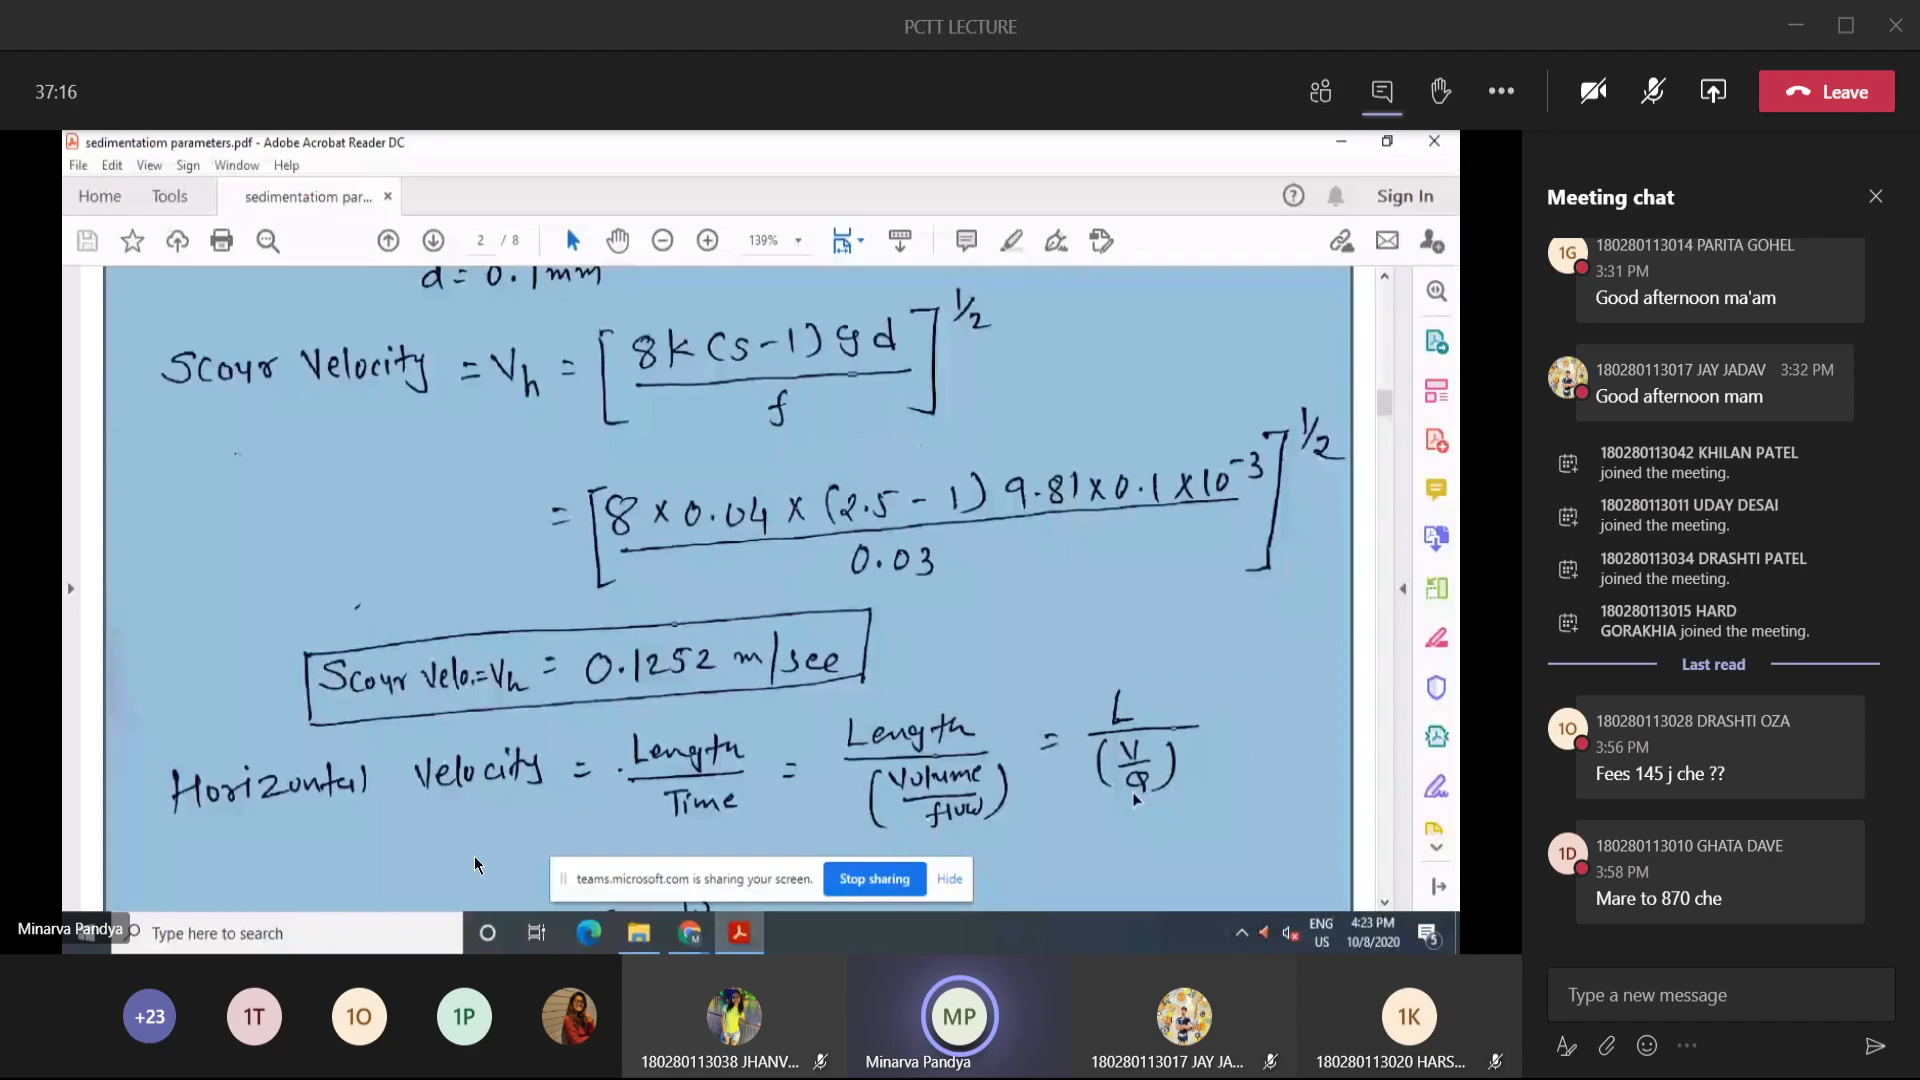 PCTT LECTURE
37:16
Leave
sedimentatiom parameters.pdf - Adobe Acrobat Reader DC
File Edit View Sign Window Help
Home Tools sedimentatiom par... ×
Sign In
2 / 8 139%
d = 0.1mm
Scour Velocity = Vh = [8k(s-1)gd / f]^1/2
= [8 x 0.04 x (2.5 - 1) 9.81 x 0.1 x 10^-3 / 0.03]^1/2
Scour Velo.=Vh = 0.1252 m/sec
Horizontal Velocity = Length / Time = Length / (Volume / flow) = L / (V / Q)
teams.microsoft.com is sharing your screen. Stop sharing Hide
Minarva Pandya
Type here to search
ENG
US
4:23 PM
10/8/2020
5
Meeting chat
1G
180280113014 PARITA GOHEL
3:31 PM
Good afternoon ma'am
180280113017 JAY JADAV 3:32 PM
Good afternoon mam
180280113042 KHILAN PATEL
joined the meeting.
180280113011 UDAY DESAI
joined the meeting.
180280113034 DRASHTI PATEL
joined the meeting.
180280113015 HARD
GORAKHIA joined the meeting.
Last read
1O
180280113028 DRASHTI OZA
3:56 PM
Fees 145 j che ??
1D
180280113010 GHATA DAVE
3:58 PM
Mare to 870 che
Type a new message
+23 1T 1O 1P MP 1K
180280113038 JHANV...
Minarva Pandya
180280113017 JAY JA...
180280113020 HARS...